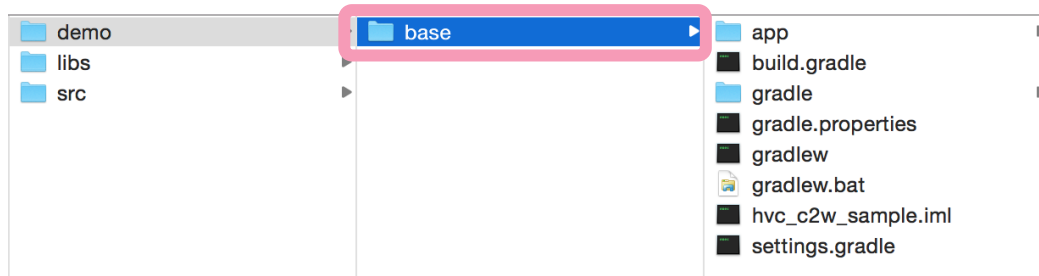 demo
libs
src
base
app
build.gradle
gradle
gradle.properties
gradlew
gradlew.bat
hvc_c2w_sample.iml
settings.gradle